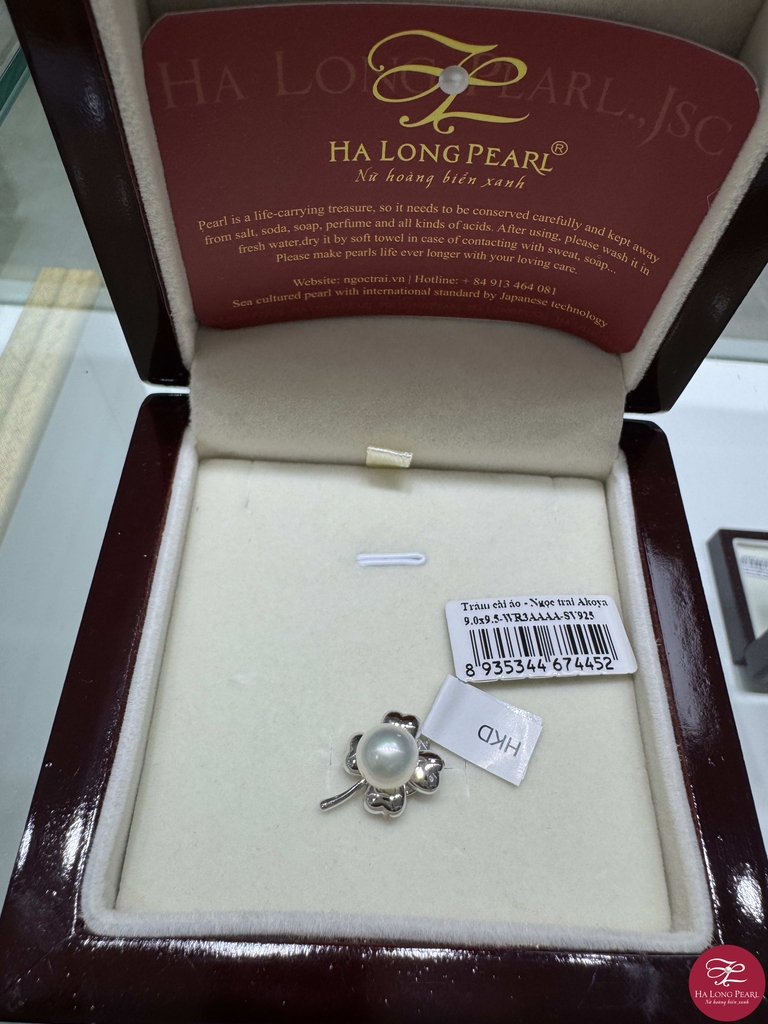 HA LONG PEARL.,JSC
HA LONG PEARL®
Nữ hoàng biển xanh
Pearl is a life-carrying treasure, so it needs to be conserved carefully and kept away
from salt, soda, soap, perfume and all kinds of acids. After using, please wash it in
fresh water,dry it by soft towel in case of contacting with sweat, soap...
Please make pearls life ever longer with your loving care.
Website: ngoctrai.vn | Hotline: + 84 913 464 081
Sea cultured pearl with international standard by Japanese technology
Trâm cài áo - Ngọc trai Akoya
9.0x9.5-WR3AAAA-SV925
8 935344 674452
HKD
HA LONG PEARL
Nữ hoàng biển xanh